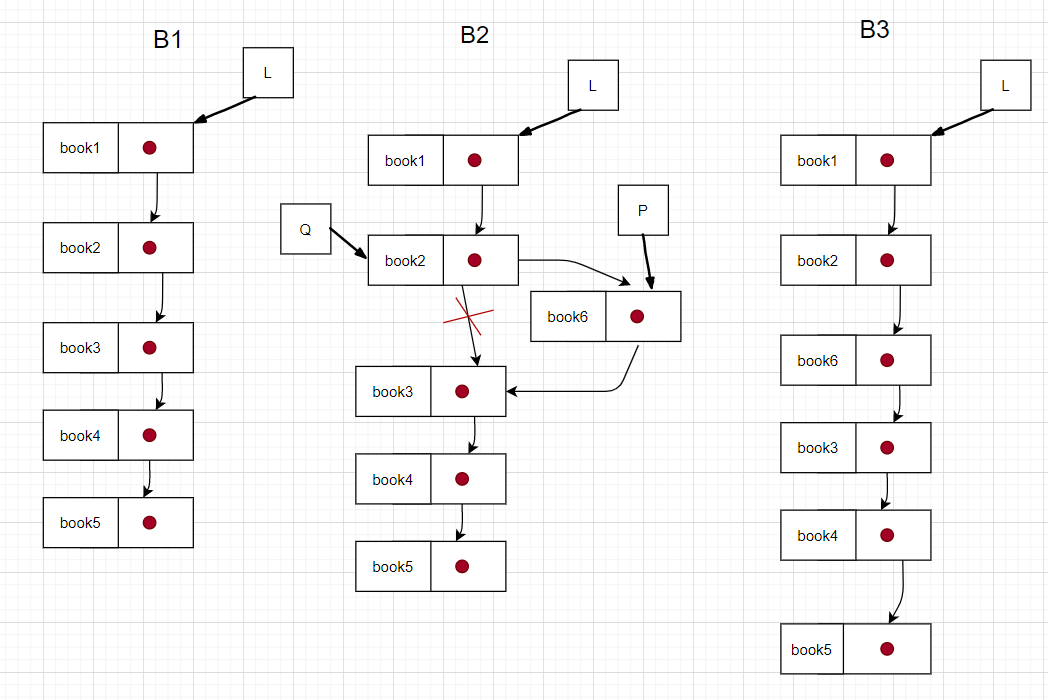 B1
L
book1
book2
book3
book4
book5
B2
L
book1
Q
book2
P
book6
book3
book4
book5
B3
L
book1
book2
book6
book3
book4
book5